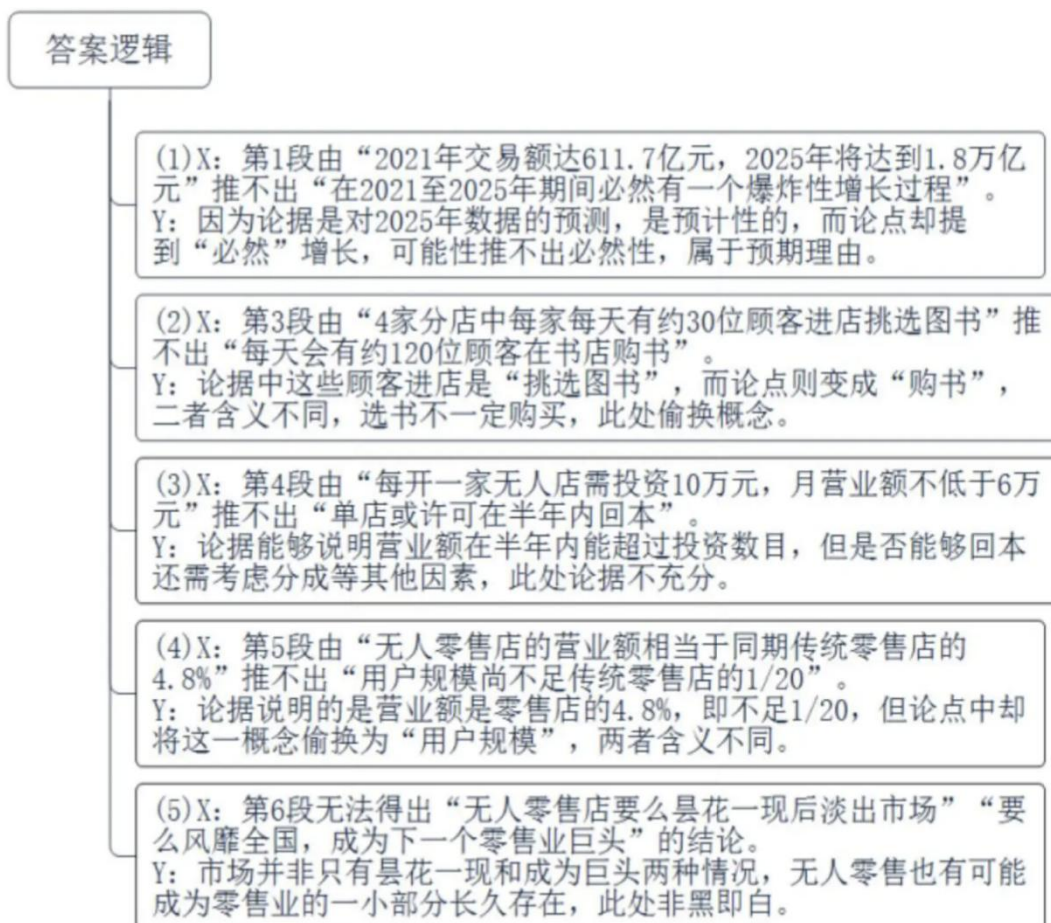 答案逻辑
(1)X：第1段由“2021年交易额达611.7亿元，2025年将达到1.8万亿
元”推不出“在2021至2025年期间必然有一个爆炸性增长过程”。
Y：因为论据是对2025年数据的预测，是预计性的，而论点却提
到“必然”增长，可能性推不出必然性，属于预期理由。
(2)X：第3段由“4家分店中每家每天有约30位顾客进店挑选图书”推
不出“每天会有约120位顾客在书店购书”。
Y：论据中这些顾客进店是“挑选图书”，而论点则变成“购书”，
二者含义不同，选书不一定购买，此处偷换概念。
(3)X：第4段由“每开一家无人店需投资10万元，月营业额不低于6万
元”推不出“单店或许可在半年内回本”。
Y：论据能够说明营业额在半年内能超过投资数目，但是否能够回本
还需考虑分成等其他因素，此处论据不充分。
(4)X：第5段由“无人零售店的营业额相当于同期传统零售店的
4.8%”推不出“用户规模尚不足传统零售店的1/20”。
Y：论据说明的是营业额是零售店的4.8%，即不足1/20，但论点中却
将这一概念偷换为“用户规模”，两者含义不同。
(5)X：第6段无法得出“无人零售店要么昙花一现后淡出市场”“要
么风靡全国，成为下一个零售业巨头”的结论。
Y：市场并非只有昙花一现和成为巨头两种情况，无人零售也有可能
成为零售业的一小部分长久存在，此处非黑即白。